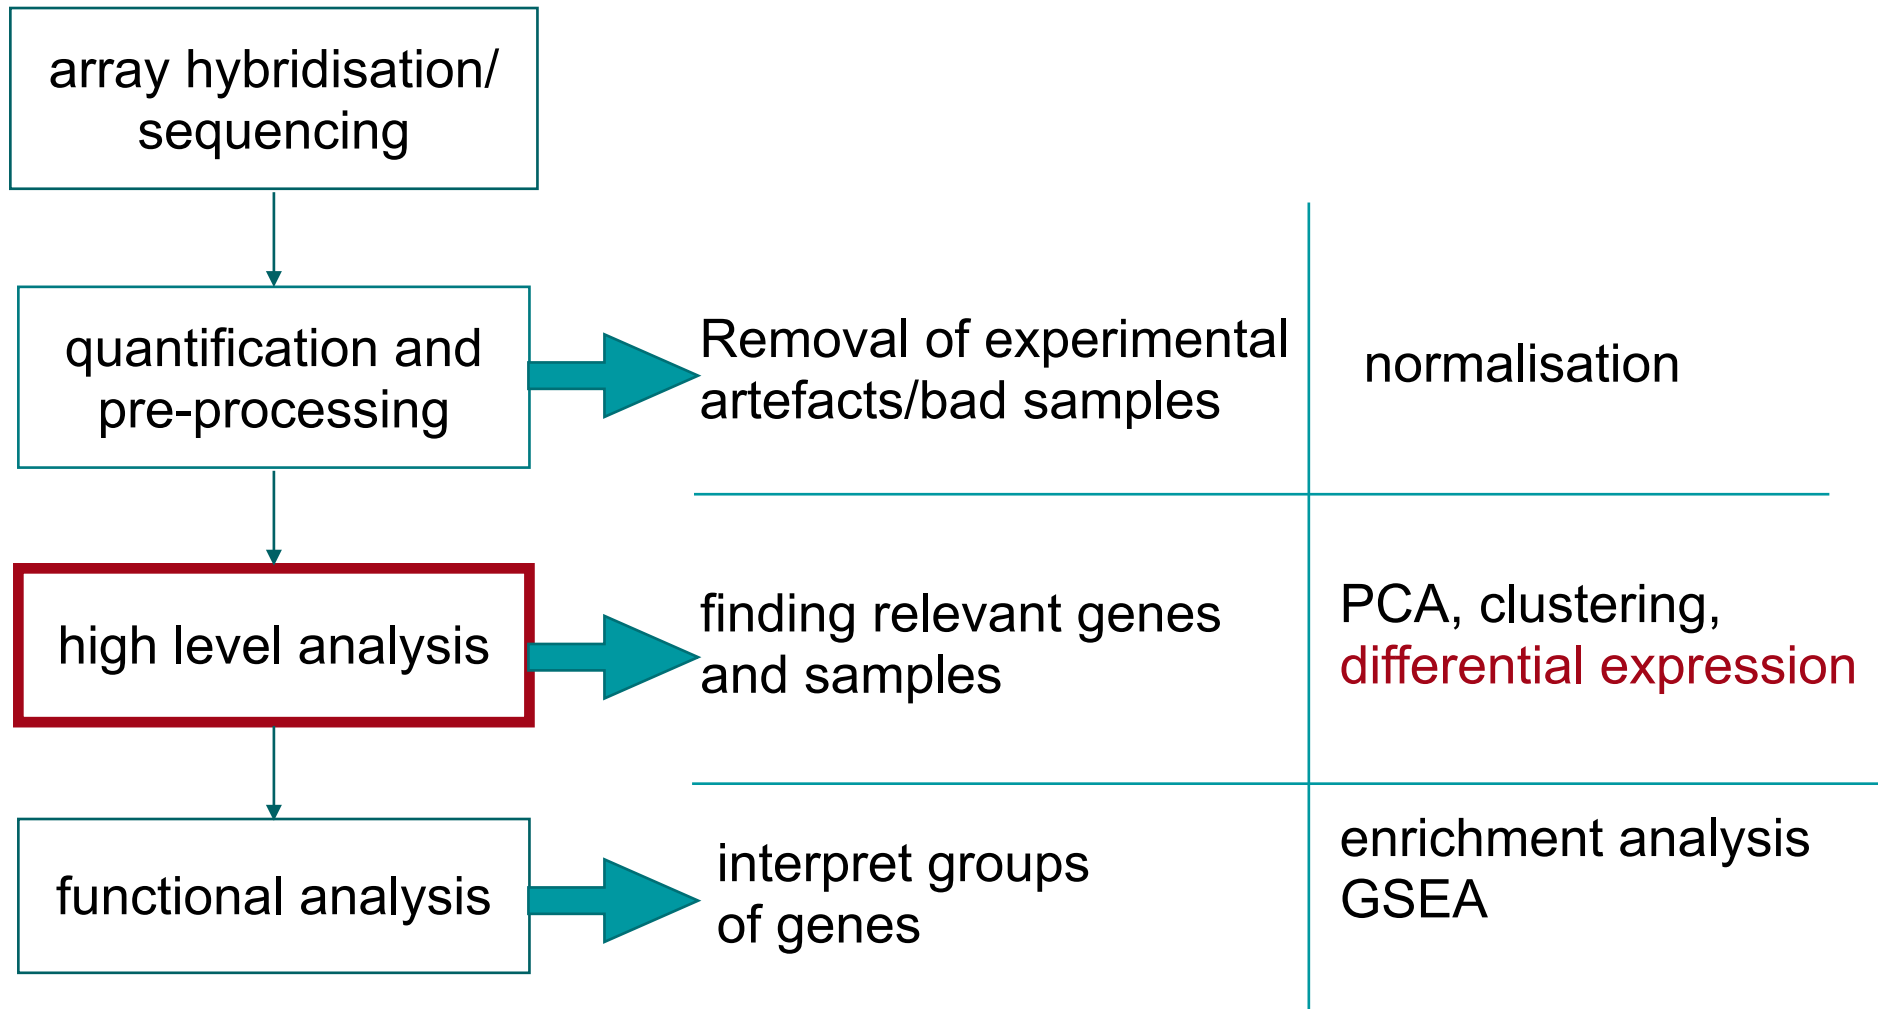 array hybridisation/
sequencing
quantification and
pre-processing
Removal of experimental
artefacts/bad samples
normalisation
high level analysis
finding relevant genes
and samples
PCA, clustering,
differential expression
functional analysis
interpret groups
of genes
enrichment analysis
GSEA